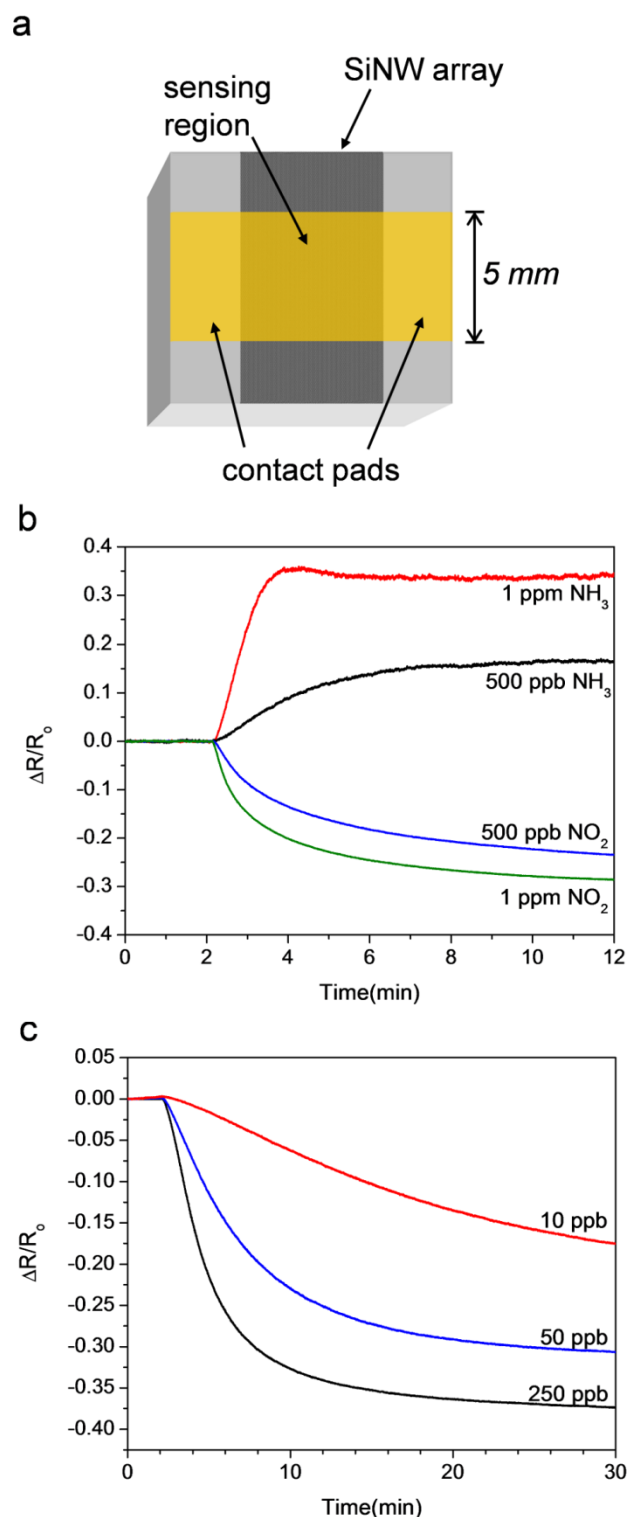 a
SiNW array
sensing
region
5 mm
contact pads
b
0.4
0.3
0.2
0.1
0.0
-0.1
-0.2
-0.3
-0.4
ΔR/R₀
1 ppm NH₃
500 ppb NH₃
500 ppb NO₂
1 ppm NO₂
0 2 4 6 8 10 12
Time(min)
c
0.05
0.00
-0.05
-0.10
-0.15
-0.20
-0.25
-0.30
-0.35
-0.40
ΔR/R₀
10 ppb
50 ppb
250 ppb
0 10 20 30
Time(min)